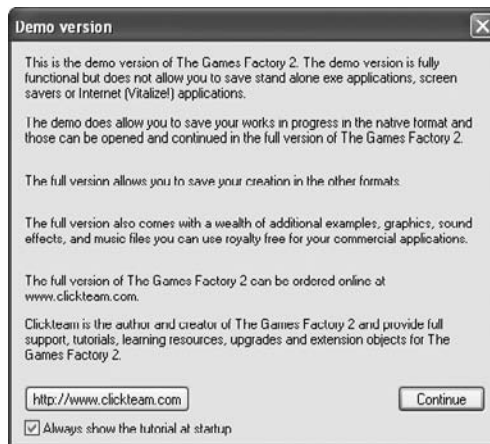 Demo version
This is the demo version of The Games Factory 2. The demo version is fully
functional but does not allow you to save stand alone exe applications, screen
savers or Internet (Vitalize!) applications.
The demo does allow you to save your works in progress in the native format and
those can be opened and continued in the full version of The Games Factory 2.
The full version allows you to save your creation in the other formats.
The full version also comes with a wealth of additional examples, graphics, sound
effects, and music files you can use royalty free for your commercial applications.
The full version of The Games Factory 2 can be ordered online at
www.clickteam.com.
Clickteam is the author and creator of The Games Factory 2 and provide full
support, tutorials, learning resources, upgrades and extension objects for The
Games Factory 2.
http://www.clickteam.com
Continue
Always show the tutorial at startup